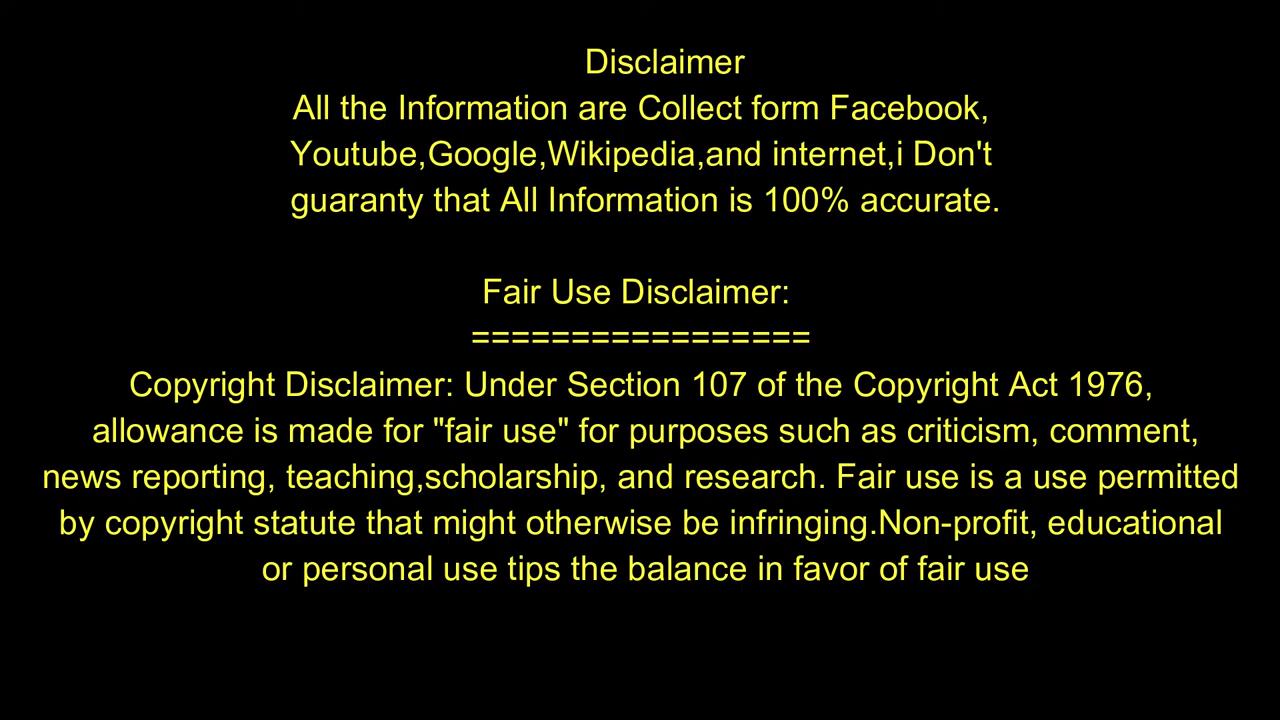 Disclaimer
All the Information are Collect form Facebook,
Youtube,Google,Wikipedia,and internet,i Don't
guaranty that All Information is 100% accurate.
Fair Use Disclaimer:
=================
Copyright Disclaimer: Under Section 107 of the Copyright Act 1976,
allowance is made for "fair use" for purposes such as criticism, comment,
news reporting, teaching,scholarship, and research. Fair use is a use permitted
by copyright statute that might otherwise be infringing.Non-profit, educational
or personal use tips the balance in favor of fair use